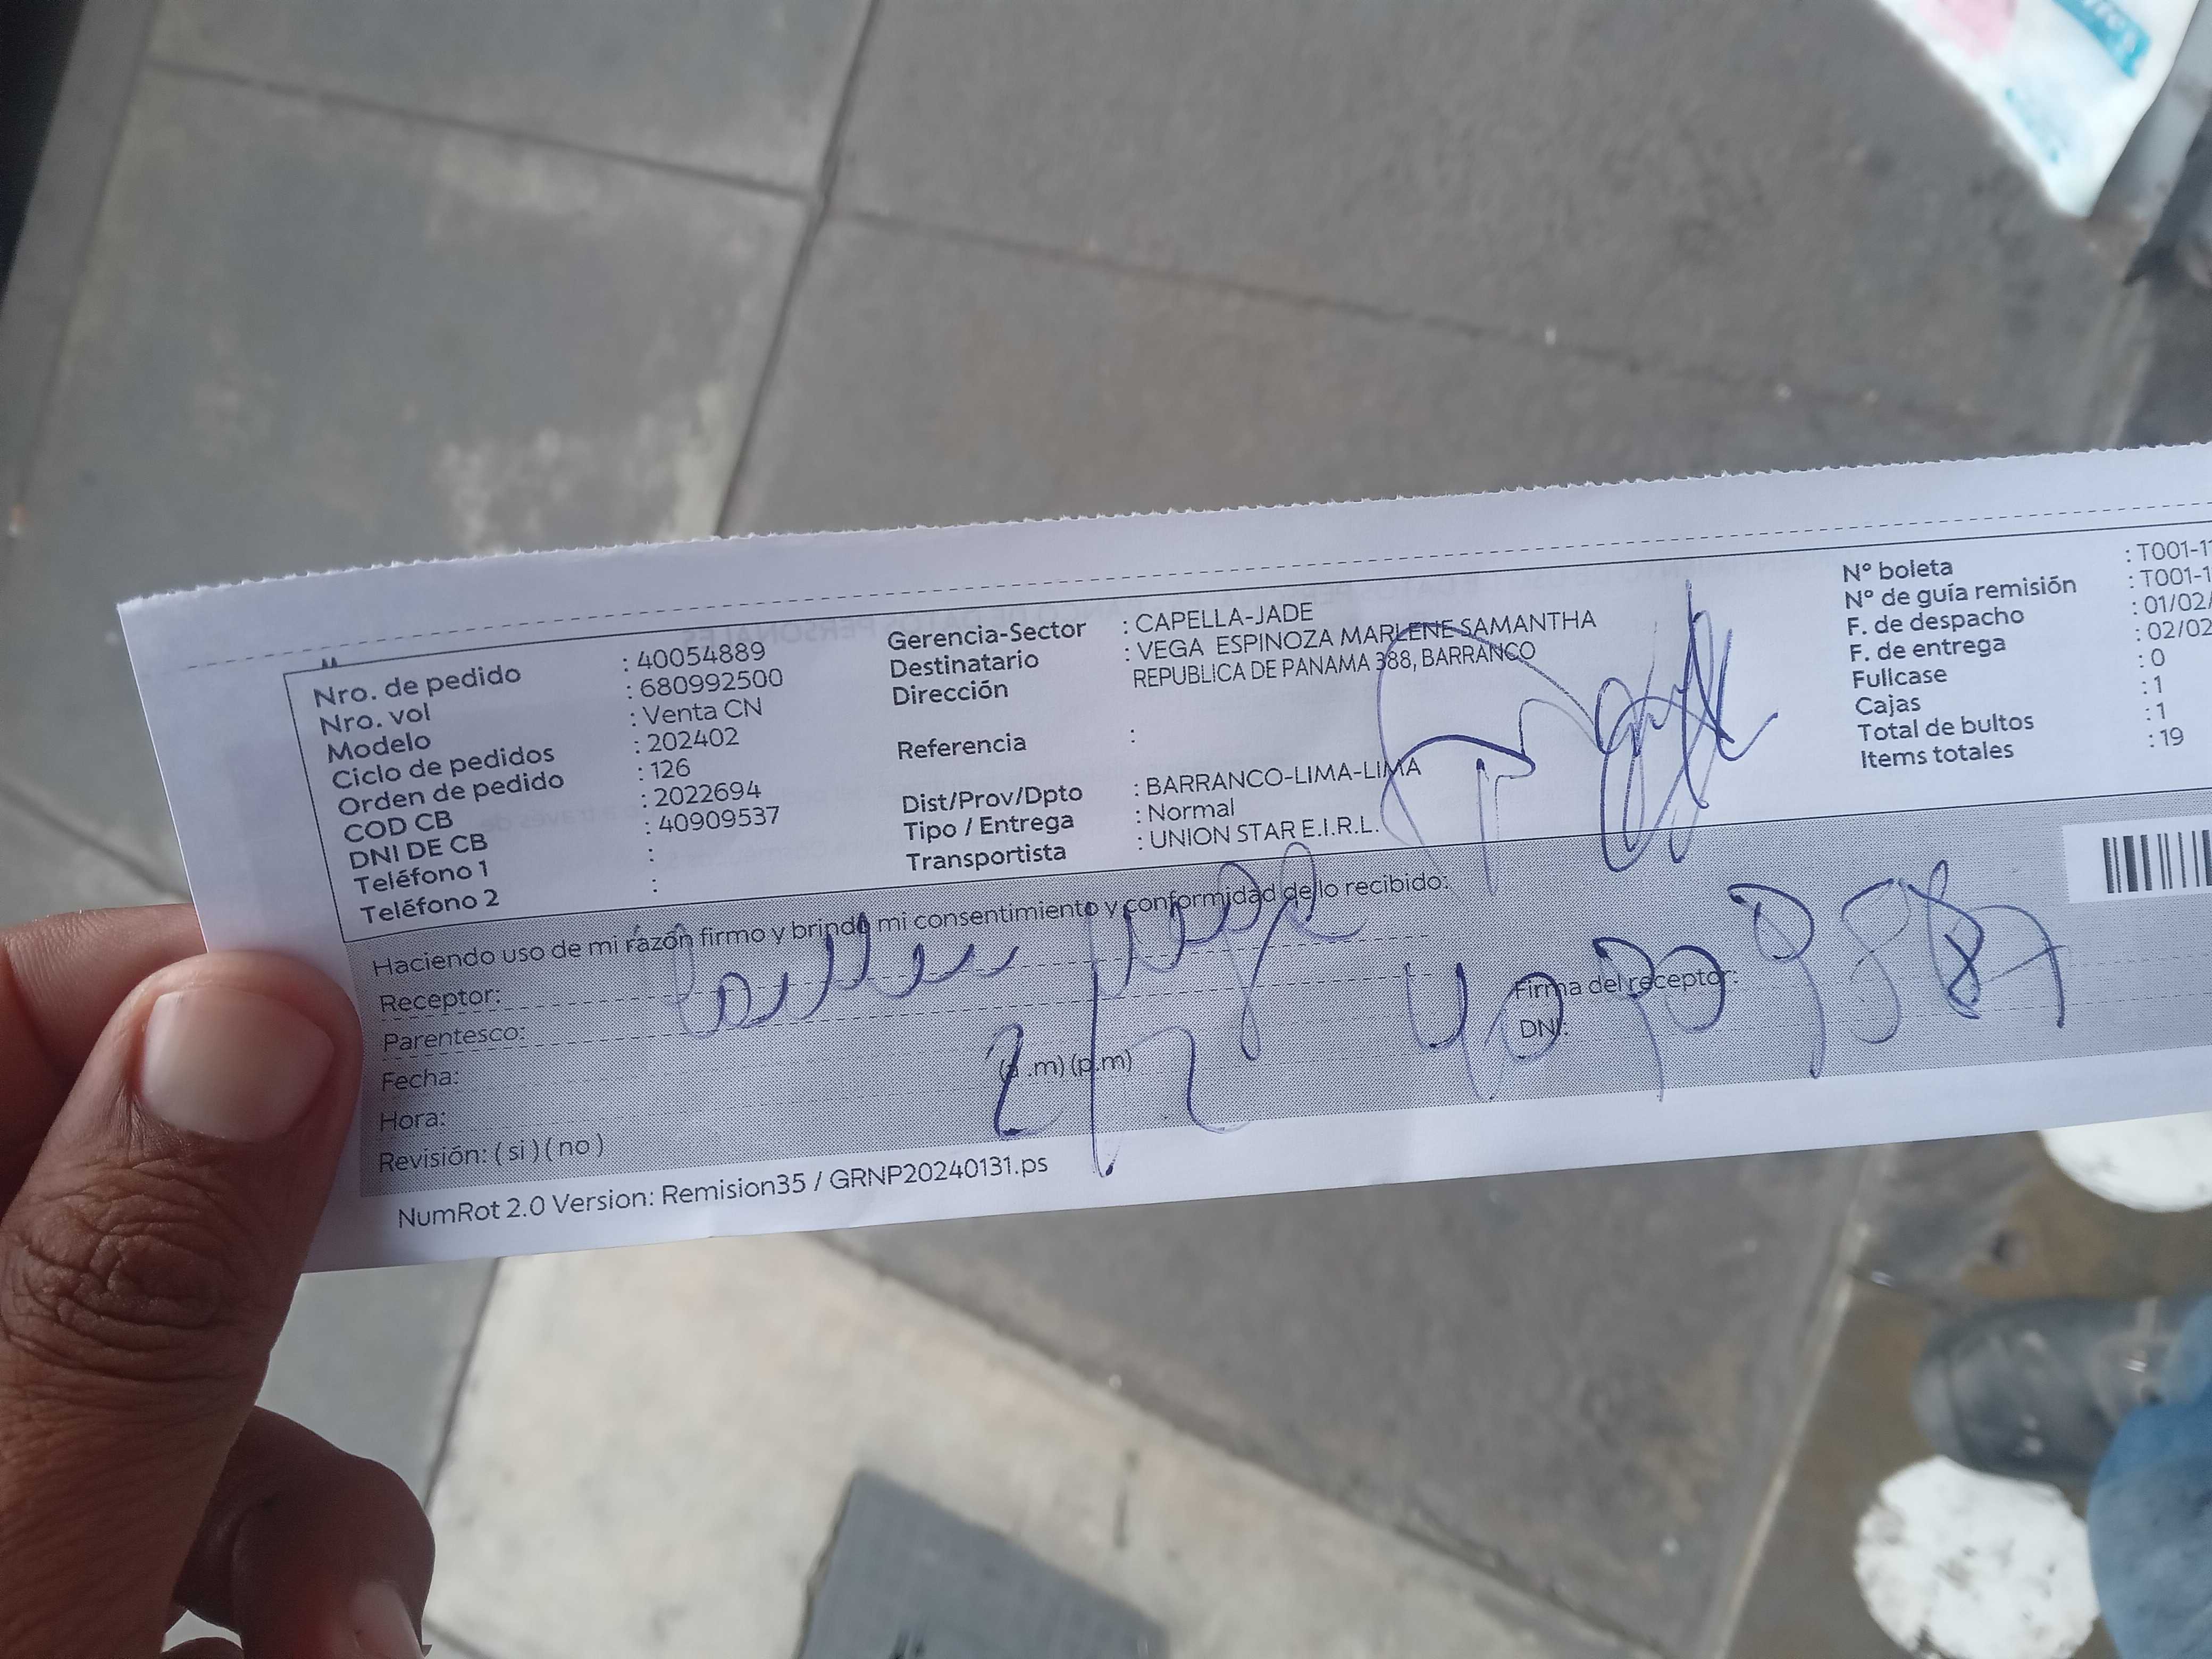 Nro. de pedido : 40054889
Nro. vol : 680992500
Modelo : Venta CN
Ciclo de pedidos : 202402
Orden de pedido : 126
COD CB : 2022694
DNI DE CB : 40909537
Teléfono 1 :
Teléfono 2 :
Gerencia-Sector : CAPELLA-JADE
Destinatario : VEGA ESPINOZA MARLENE SAMANTHA
Dirección REPUBLICA DE PANAMA 388, BARRANCO
Referencia :
Dist/Prov/Dpto : BARRANCO-LIMA-LIMA
Tipo / Entrega : Normal
Transportista : UNION STAR E.I.R.L.
N° boleta : T001-1
N° de guía remisión : T001-1
F. de despacho : 01/02/
F. de entrega : 02/02
Fullcase : 0
Cajas : 1
Total de bultos : 1
Items totales : 19
Haciendo uso de mi razón firmo y brindo mi consentimiento y conformidad de lo recibido:
Receptor:
Parentesco:
Fecha: 2/2
Hora: (a.m) (p.m)
Revisión: ( si ) ( no )
Firma del receptor:
DNI:
NumRot 2.0 Version: Remision35 / GRNP20240131.ps